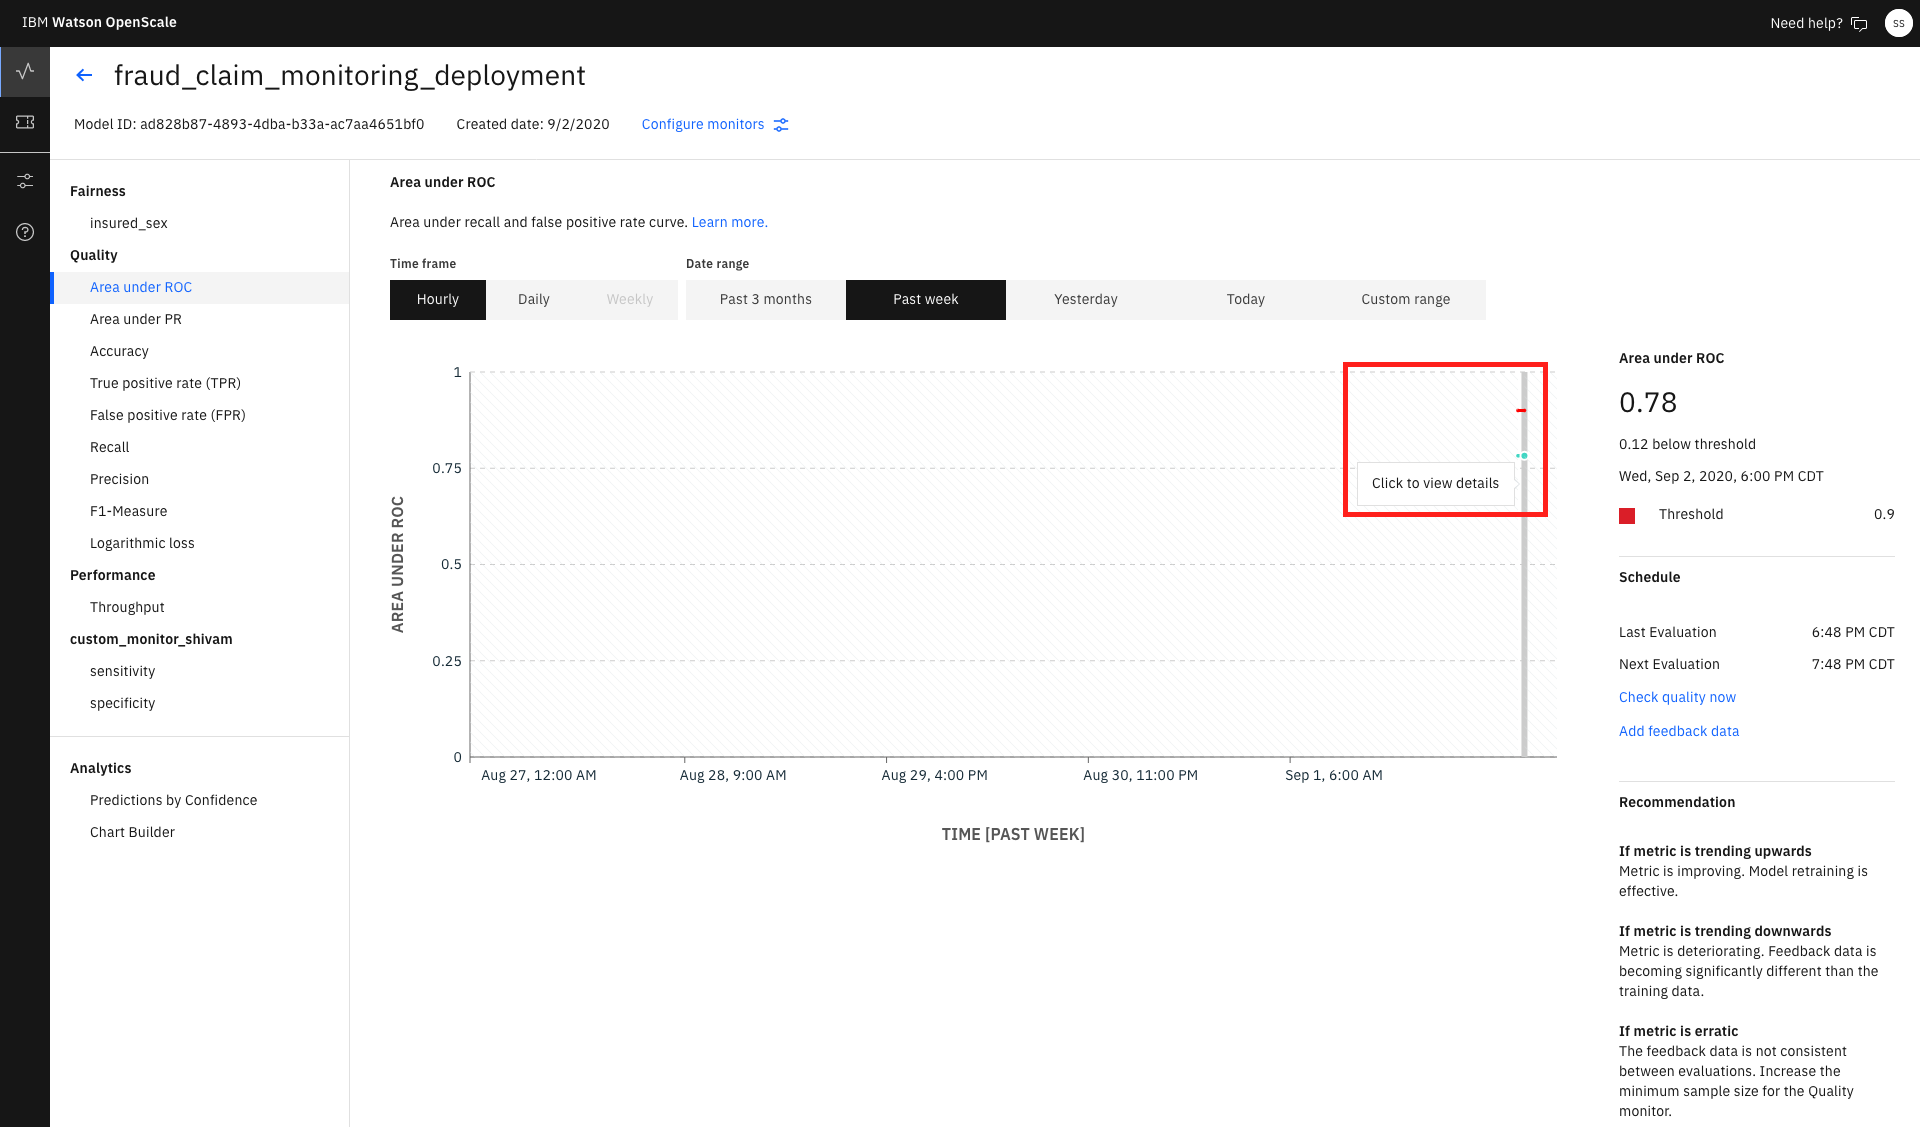 IBM Watson OpenScale
Need help?
SS
fraud_claim_monitoring_deployment
Model ID: ad828b87-4893-4dba-b33a-ac7aa4651bf0
Created date: 9/2/2020
Configure monitors
Fairness
insured_sex
Quality
Area under ROC
Area under PR
Accuracy
True positive rate (TPR)
False positive rate (FPR)
Recall
Precision
F1-Measure
Logarithmic loss
Performance
Throughput
custom_monitor_shivam
sensitivity
specificity
Analytics
Predictions by Confidence
Chart Builder
Area under ROC
Area under recall and false positive rate curve. Learn more.
Time frame
Hourly
Daily
Weekly
Date range
Past 3 months
Past week
Yesterday
Today
Custom range
AREA UNDER ROC
1
0.75
0.5
0.25
0
Click to view details
Aug 27, 12:00 AM
Aug 28, 9:00 AM
Aug 29, 4:00 PM
Aug 30, 11:00 PM
Sep 1, 6:00 AM
TIME [PAST WEEK]
Area under ROC
0.78
0.12 below threshold
Wed, Sep 2, 2020, 6:00 PM CDT
Threshold 0.9
Schedule
Last Evaluation 6:48 PM CDT
Next Evaluation 7:48 PM CDT
Check quality now
Add feedback data
Recommendation
If metric is trending upwards
Metric is improving. Model retraining is
effective.
If metric is trending downwards
Metric is deteriorating. Feedback data is
becoming significantly different than the
training data.
If metric is erratic
The feedback data is not consistent
between evaluations. Increase the
minimum sample size for the Quality
monitor.